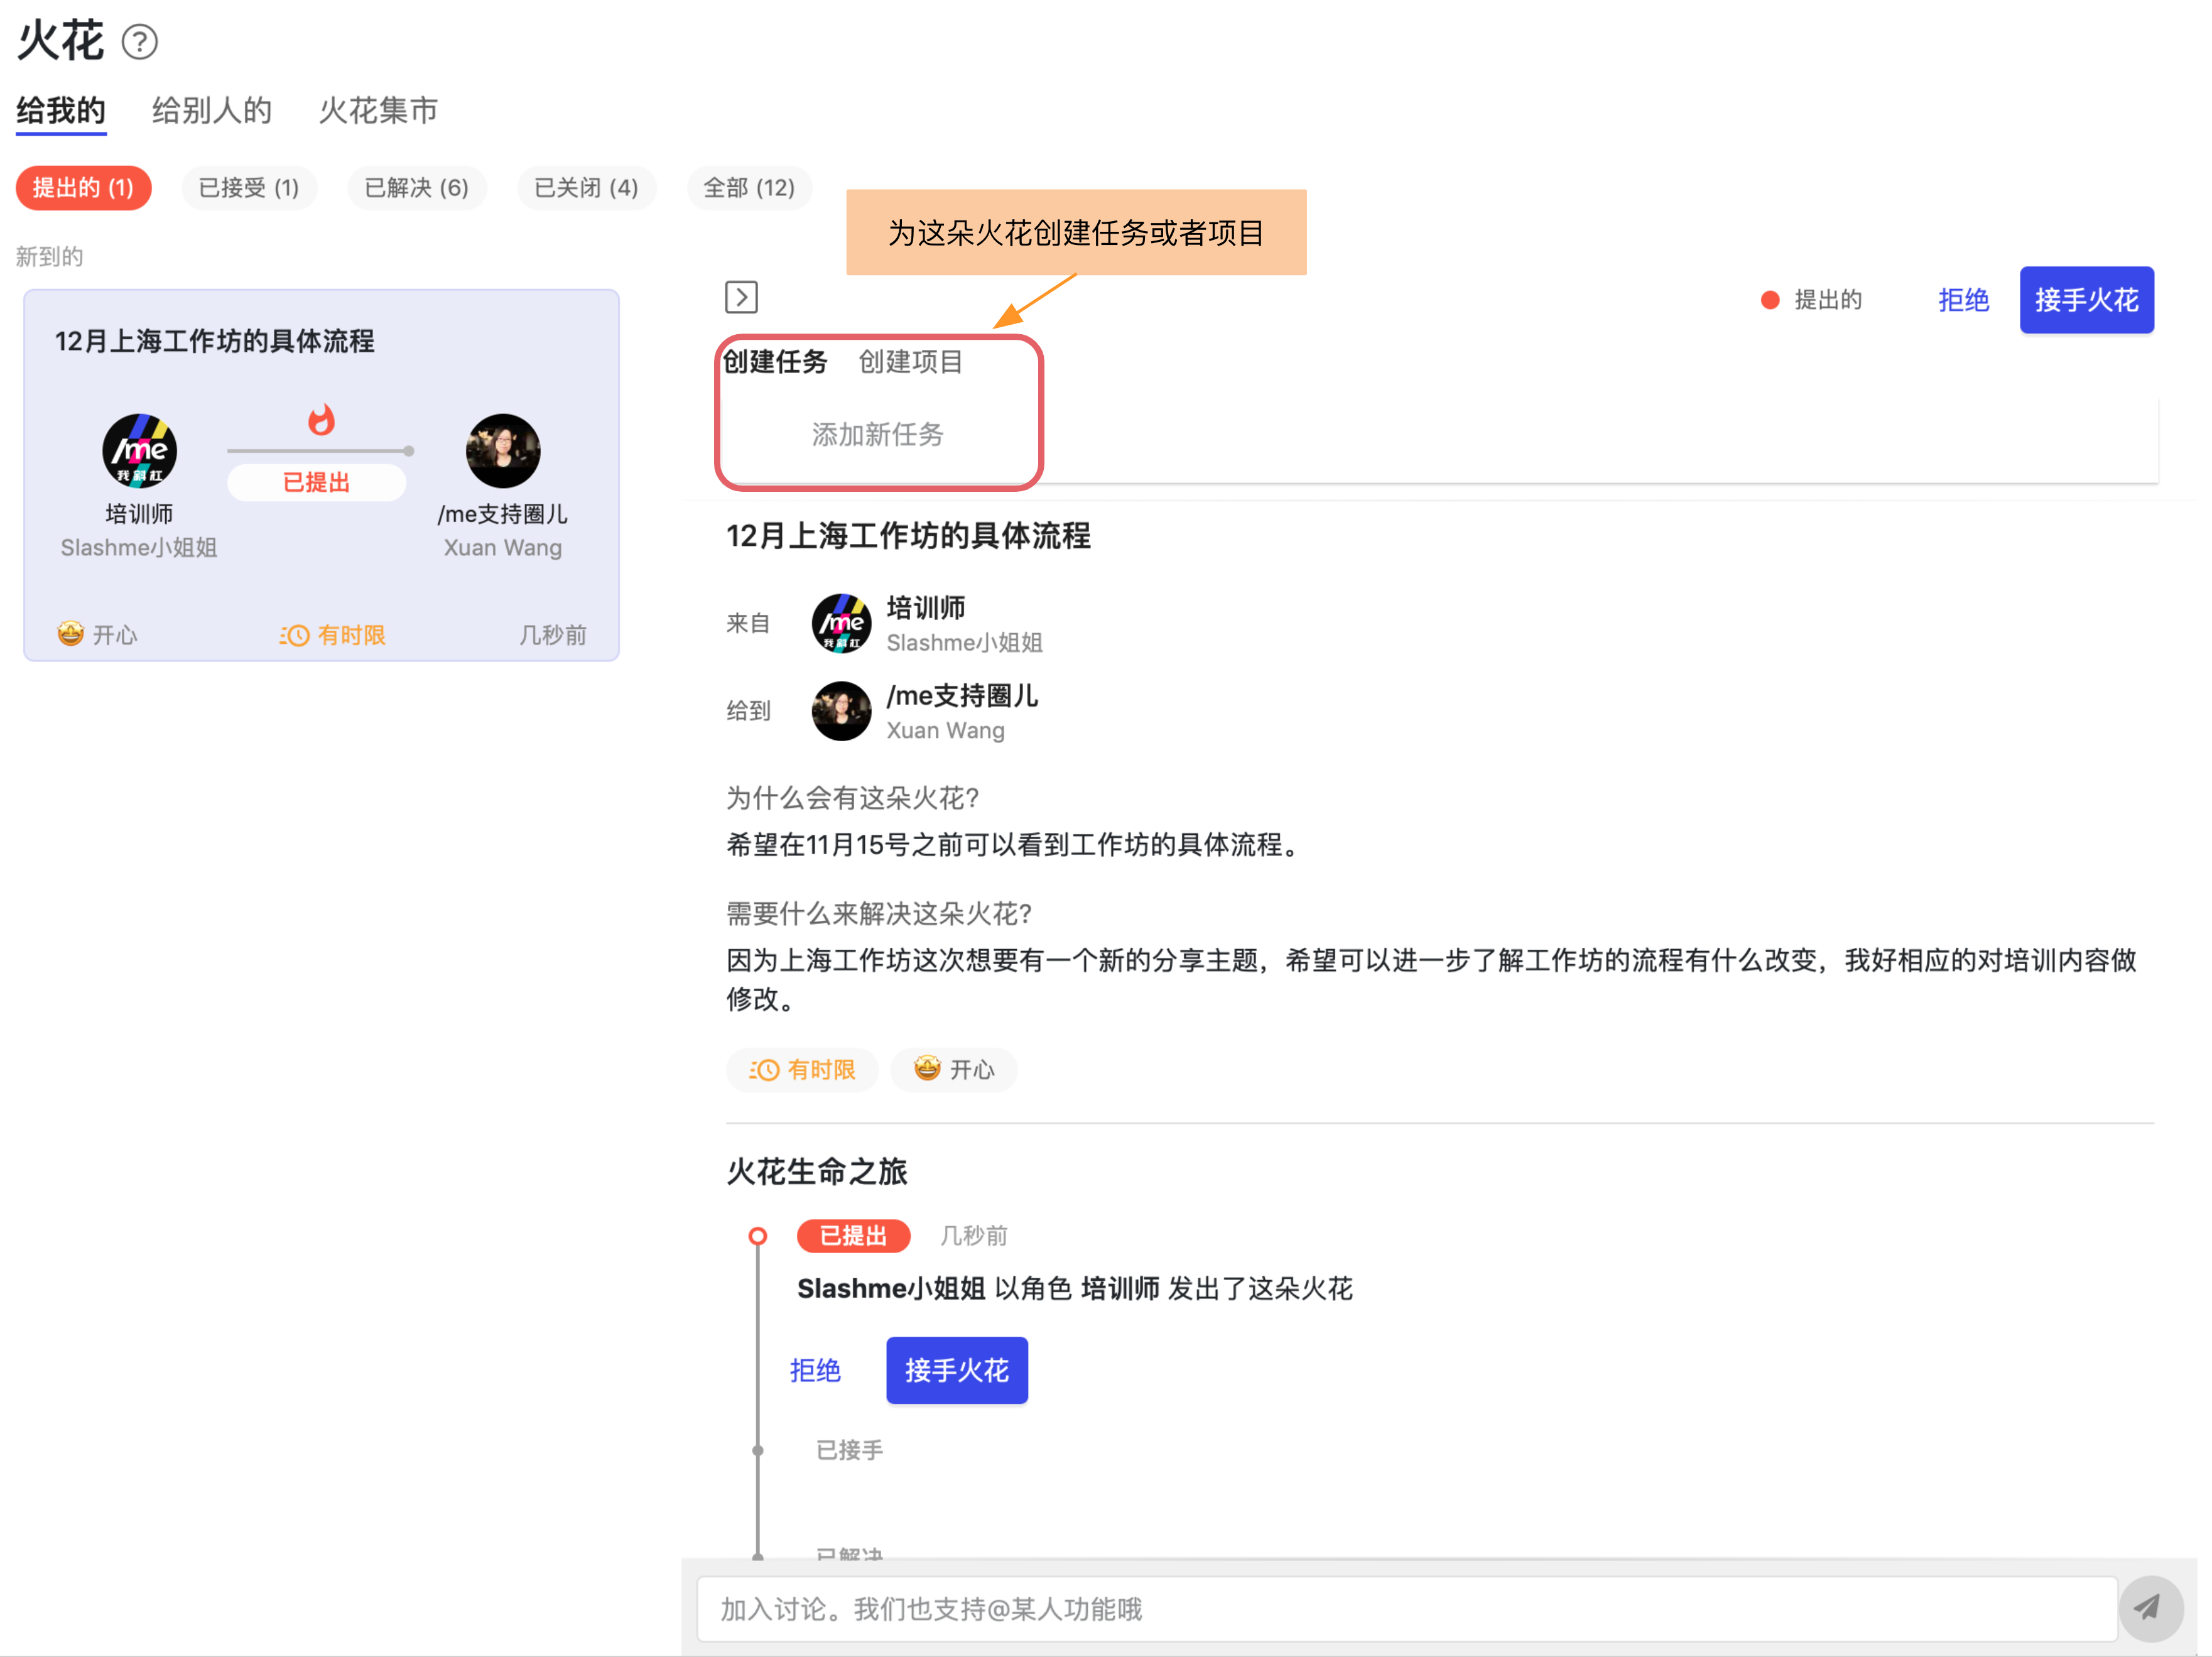 火花 ?
给我的 给别人的 火花集市
提出的 (1) 已接受 (1) 已解决 (6) 已关闭 (4) 全部 (12)
新到的
12月上海工作坊的具体流程
/me
我斜杠
已提出
培训师 /me支持圈儿
Slashme小姐姐 Xuan Wang
开心 有时限 几秒前
为这朵火花创建任务或者项目
提出的 拒绝 接手火花
创建任务 创建项目
添加新任务
12月上海工作坊的具体流程
来自
/me
我斜杠
培训师
Slashme小姐姐
给到
/me支持圈儿
Xuan Wang
为什么会有这朵火花?
希望在11月15号之前可以看到工作坊的具体流程。
需要什么来解决这朵火花?
因为上海工作坊这次想要有一个新的分享主题，希望可以进一步了解工作坊的流程有什么改变，我好相应的对培训内容做
修改。
有时限 开心
火花生命之旅
已提出 几秒前
Slashme小姐姐 以角色 培训师 发出了这朵火花
拒绝 接手火花
已接手
已解决
加入讨论。我们也支持@某人功能哦